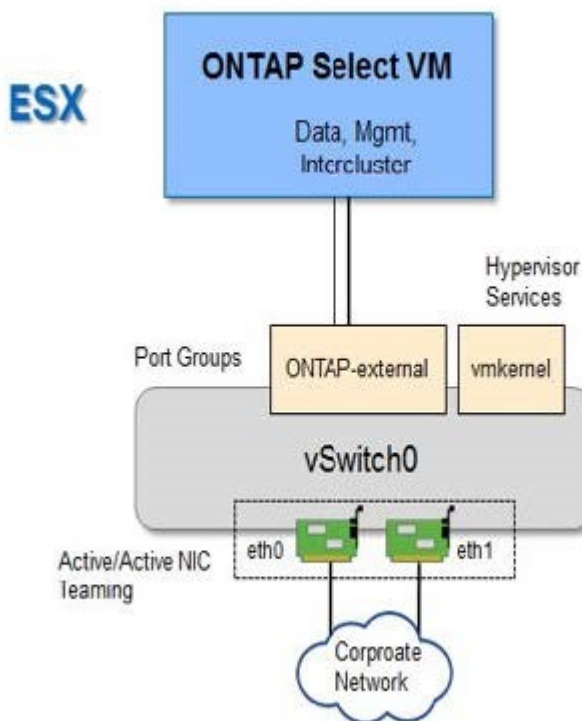 ESX
ONTAP Select VM
Data, Mgmt,
Intercluster
Hypervisor
Services
Port Groups
ONTAP-external
vmkernel
vSwitch0
eth0
eth1
Active/Active NIC
Teaming
Corproate
Network